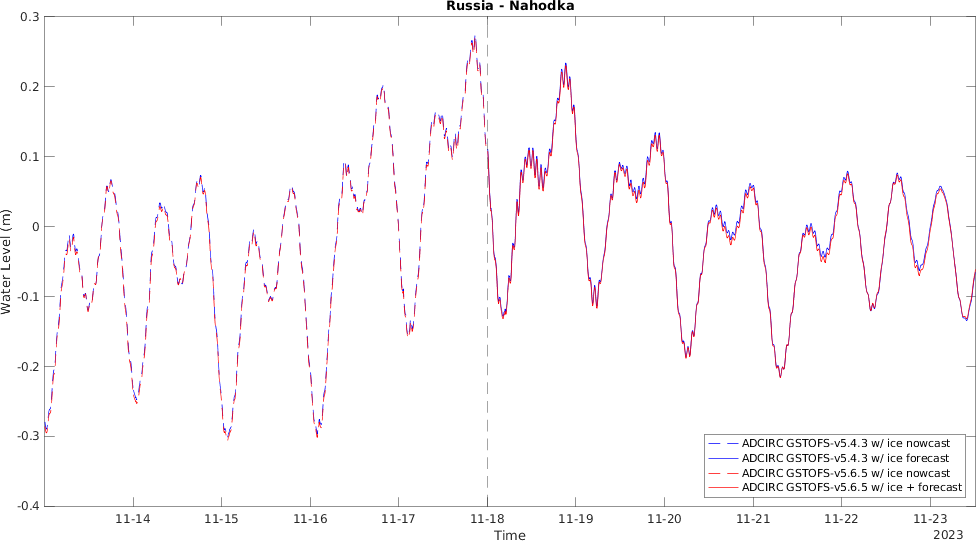 Russia - Nahodka
0.3
0.2
0.1
0
-0.1
-0.2
-0.3
-0.4
Water Level (m)
11-14
11-15
11-16
11-17
11-18
11-19
11-20
11-21
11-22
11-23
Time
2023
ADCIRC GSTOFS-v5.4.3 w/ ice nowcast
ADCIRC GSTOFS-v5.4.3 w/ ice forecast
ADCIRC GSTOFS-v5.6.5 w/ ice nowcast
ADCIRC GSTOFS-v5.6.5 w/ ice + forecast